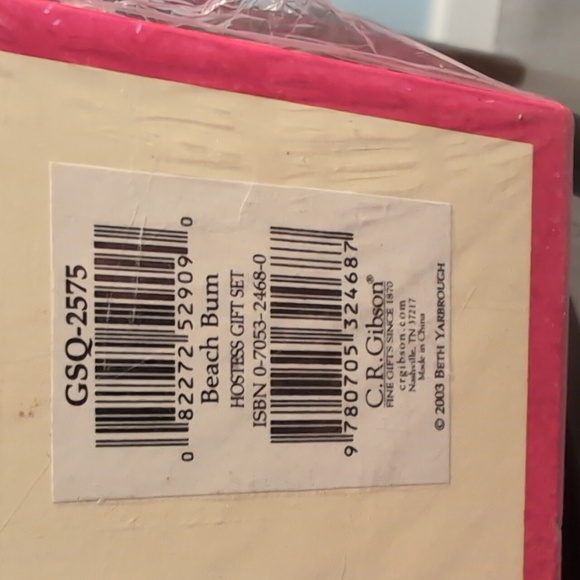 GSQ-2575
0 82272 52909 0
Beach Bum
HOSTESS GIFT SET
ISBN 0-7053-2468-0
9 780705 324687
C.R. Gibson®
FINE GIFTS SINCE 1870
crgibson.com
Nashville, TN 37217
Made in China
© 2003 BETH YARBROUGH